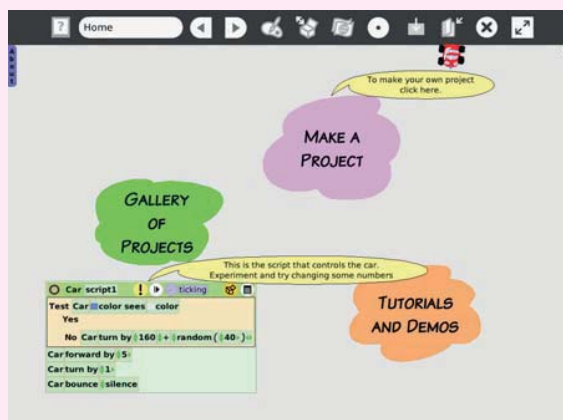 ? Home
To make your own project
click here.
MAKE A
PROJECT
GALLERY
OF
PROJECTS
This is the script that controls the car.
Experiment and try changing some numbers
Car script1 ! ticking
Test Car color sees color
Yes
No Car turn by 160 + random ( 40 )
Car forward by 5
Car turn by 1
Car bounce silence
TUTORIALS
AND DEMOS